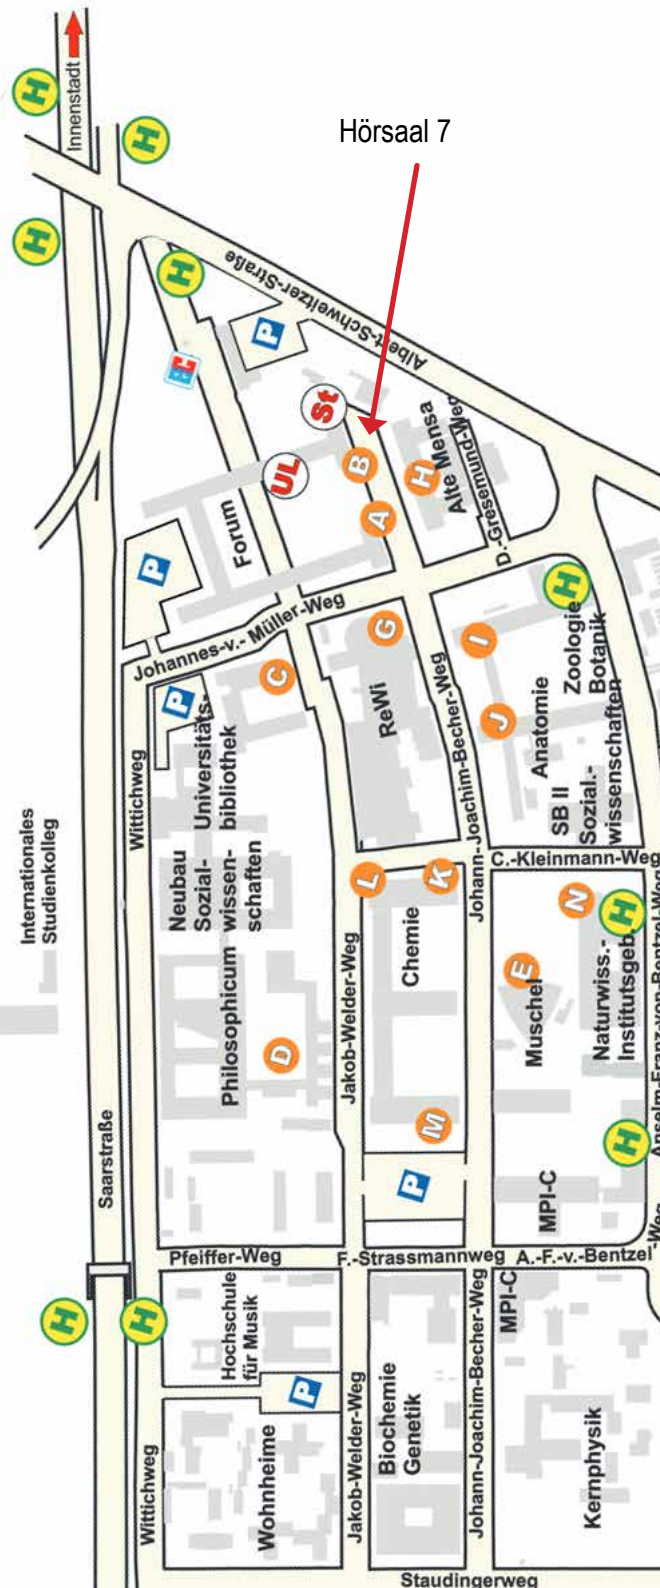 Innenstadt
H
H
H
Hörsaal 7
H
Albert-Schweitzer-Straße
P
EC
St
Alte Mensa
B
H
UL
D.-Gresemund-Weg
A
Forum
P
H
Johannes-v.-Müller-Weg
G
I
Zoologie
Botanik
C
P
ReWi
J
Anatomie
Universitäts-
bibliothek
Johann-Joachim-Becher-Weg
SB II
Sozial.-
wissenschaften
Wittichweg
Internationales
Studienkolleg
Neubau
Sozial-
wissen-
schaften
C.-Kleinmann-Weg
L
K
N
H
Chemie
Naturwiss.-
Institutsgeb.
Anselm-Franz-von-Bentzel-Weg
E
Muschel
Philosophicum
Jakob-Welder-Weg
D
M
H
Saarstraße
P
MPI-C
Pfeiffer-Weg
F.-Strassmannweg
A.-F.-v.-Bentzel-Weg
H
H
Hochschule
für Musik
MPI-C
Johann-Joachim-Becher-Weg
P
Biochemie
Genetik
Wittichweg
Wohnheime
Jakob-Welder-Weg
Kernphysik
Staudingerweg